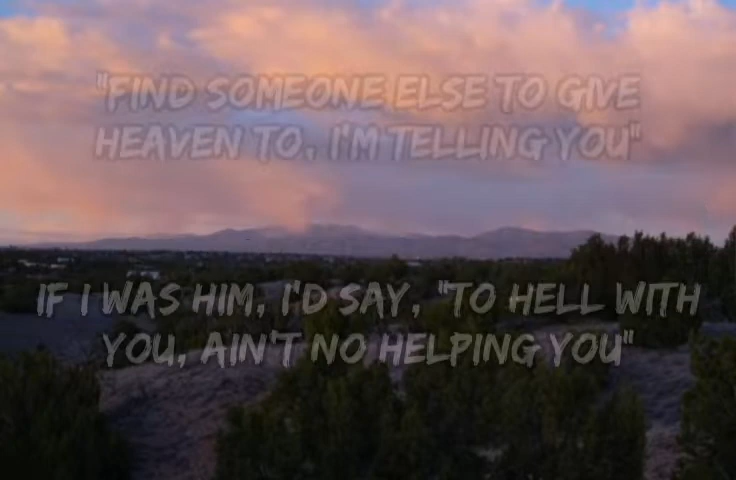 "FIND SOMEONE ELSE TO GIVE
HEAVEN TO, I'M TELLING YOU"
IF I WAS HIM, I'D SAY, "TO HELL WITH
YOU, AIN'T NO HELPING YOU"